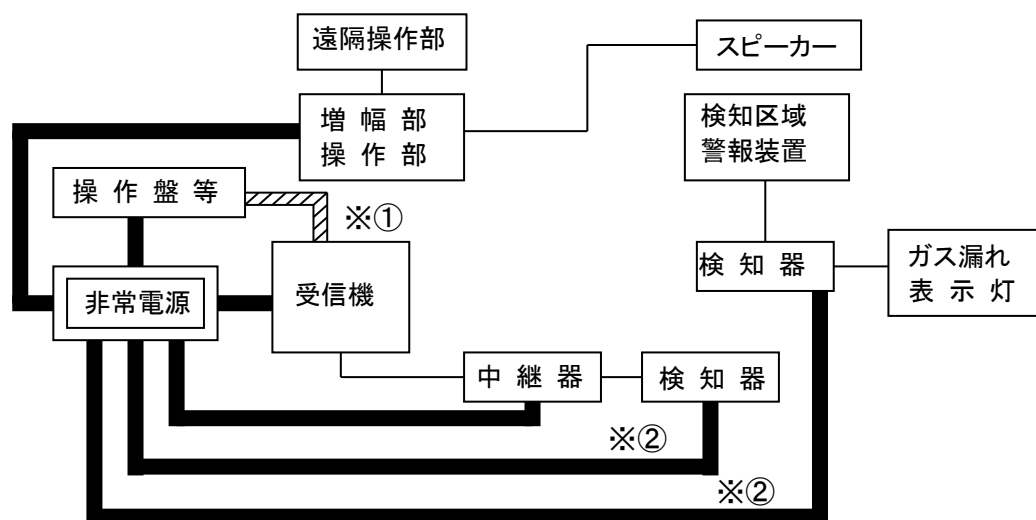 遠隔操作部
スピーカー
増幅部
操作部
検知区域
警報装置
操作盤等
※①
検知器
ガス漏れ
表示灯
非常電源
受信機
中継器
検知器
※②
※②